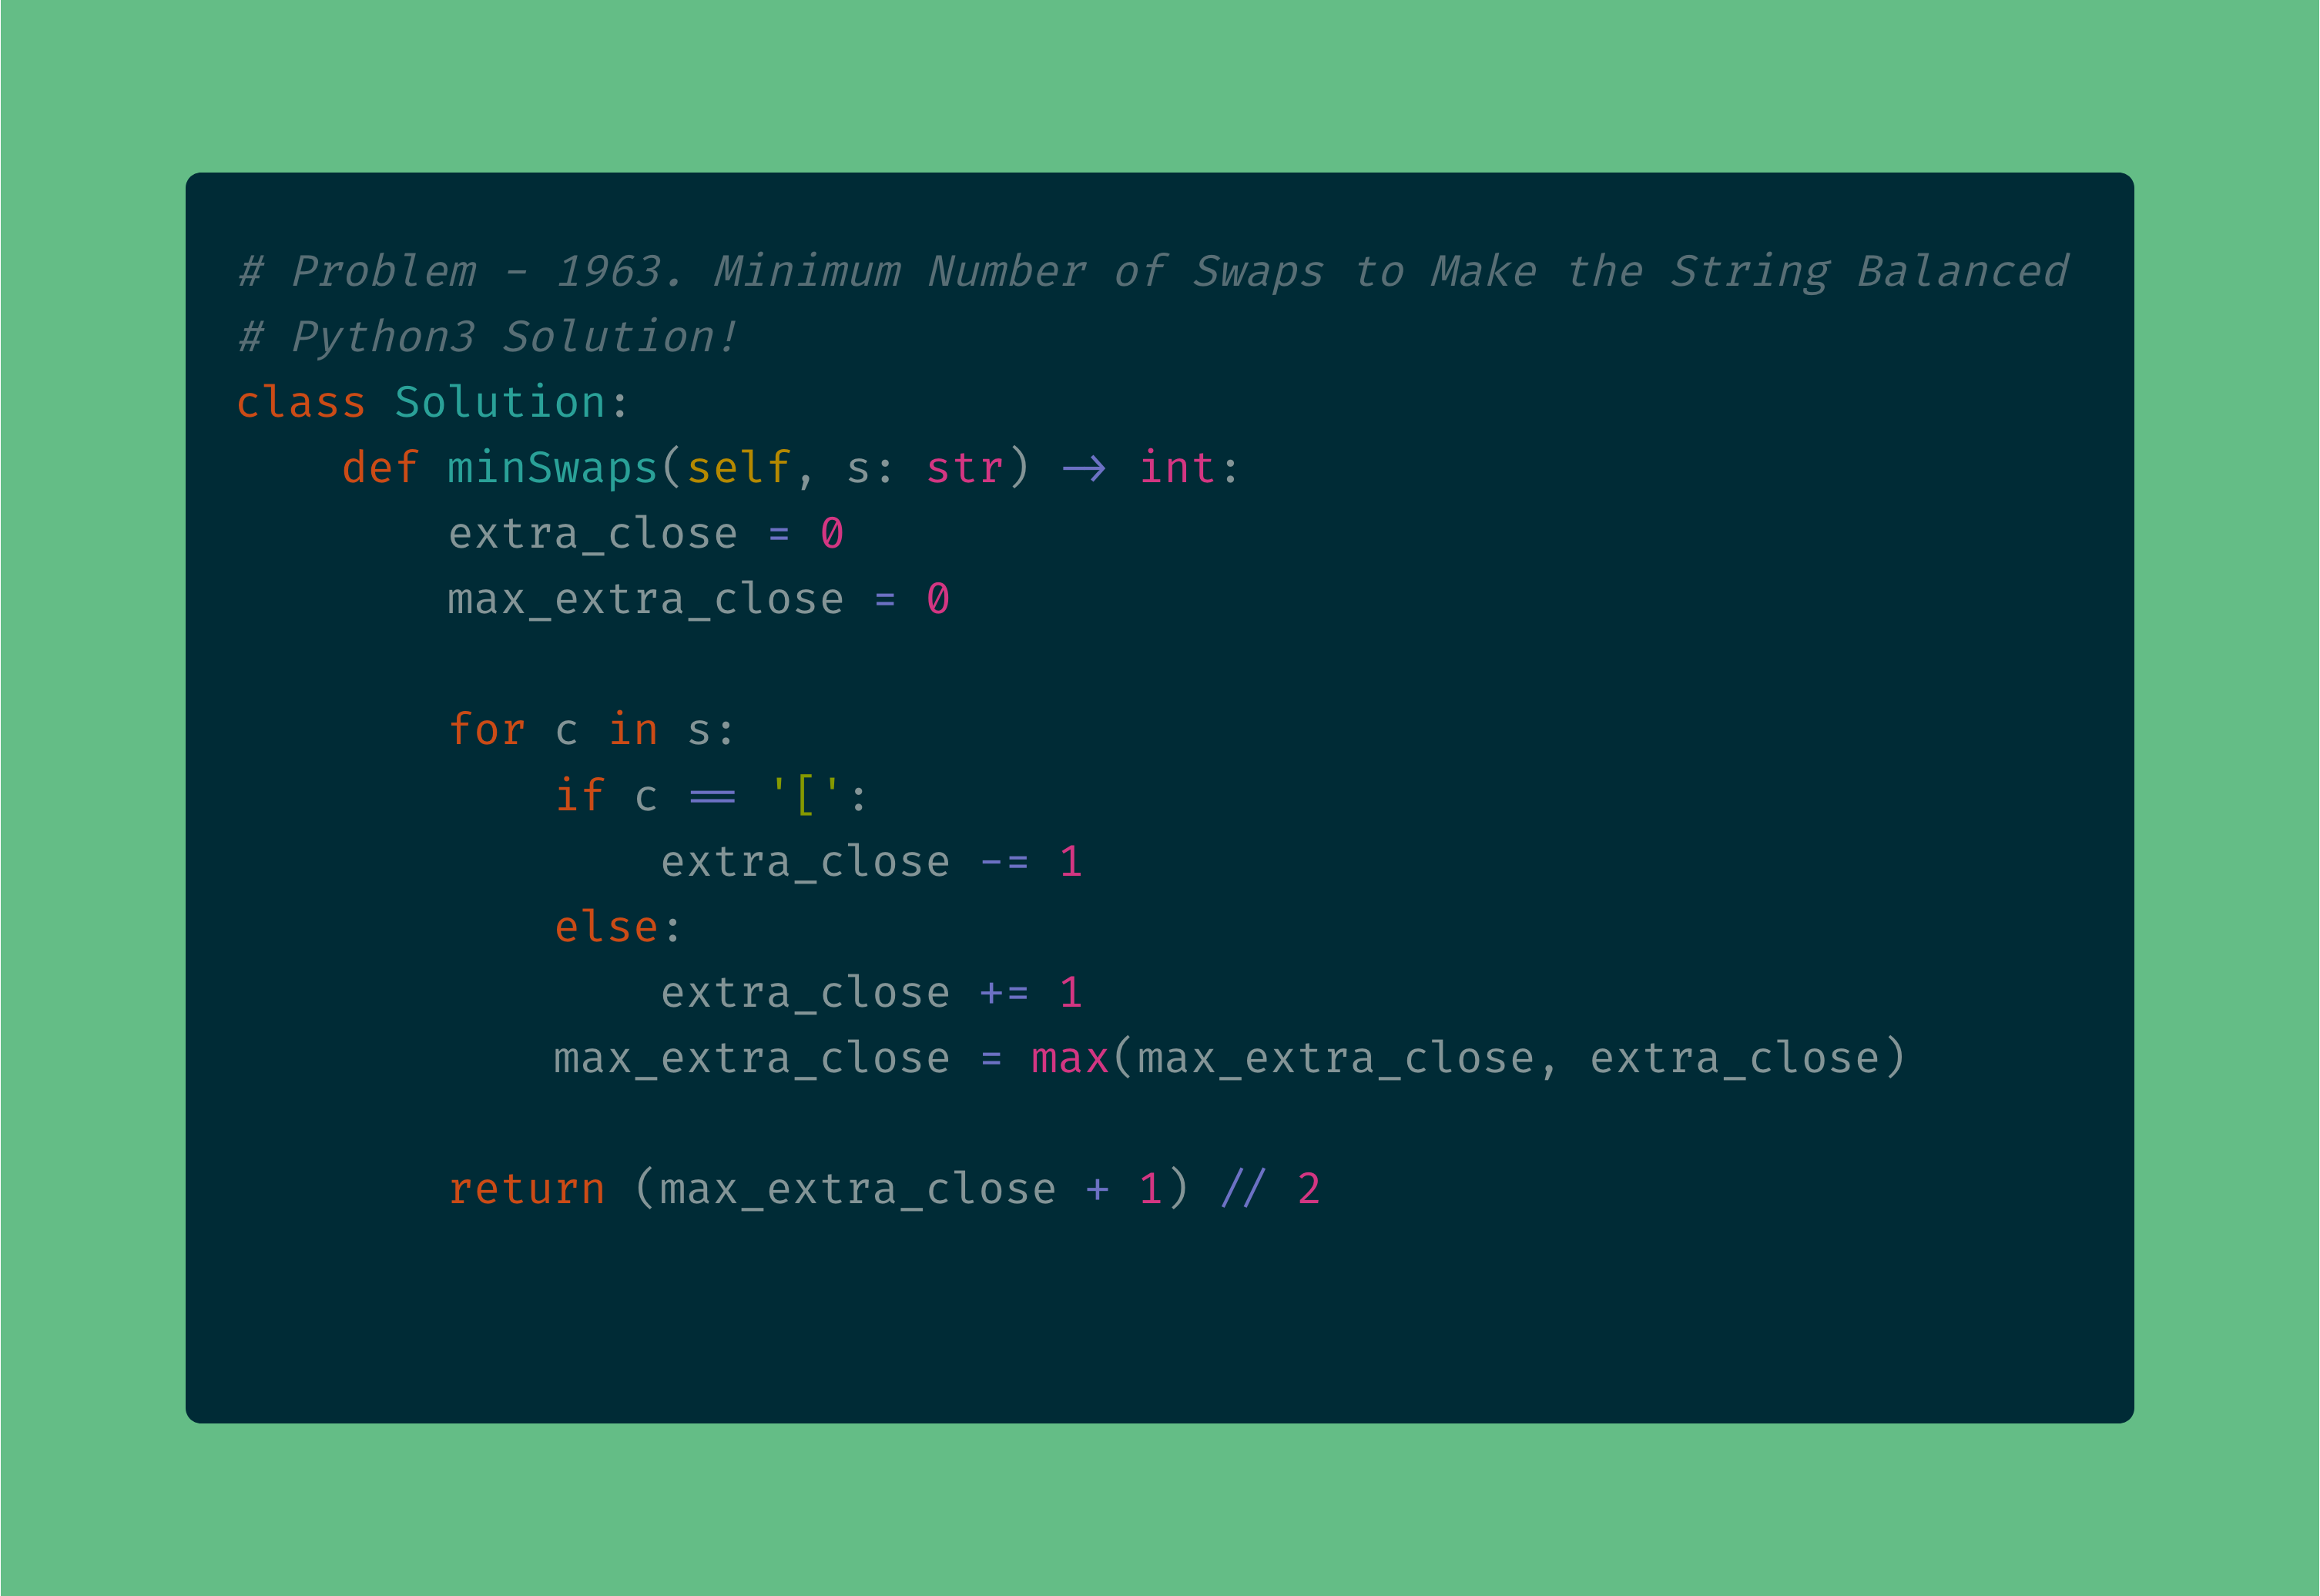 # Problem - 1963. Minimum Number of Swaps to Make the String Balanced
# Python3 Solution!
class Solution:
    def minSwaps(self, s: str) -> int:
        extra_close = 0
        max_extra_close = 0

        for c in s:
            if c == '[':
                extra_close -= 1
            else:
                extra_close += 1
            max_extra_close = max(max_extra_close, extra_close)

        return (max_extra_close + 1) // 2